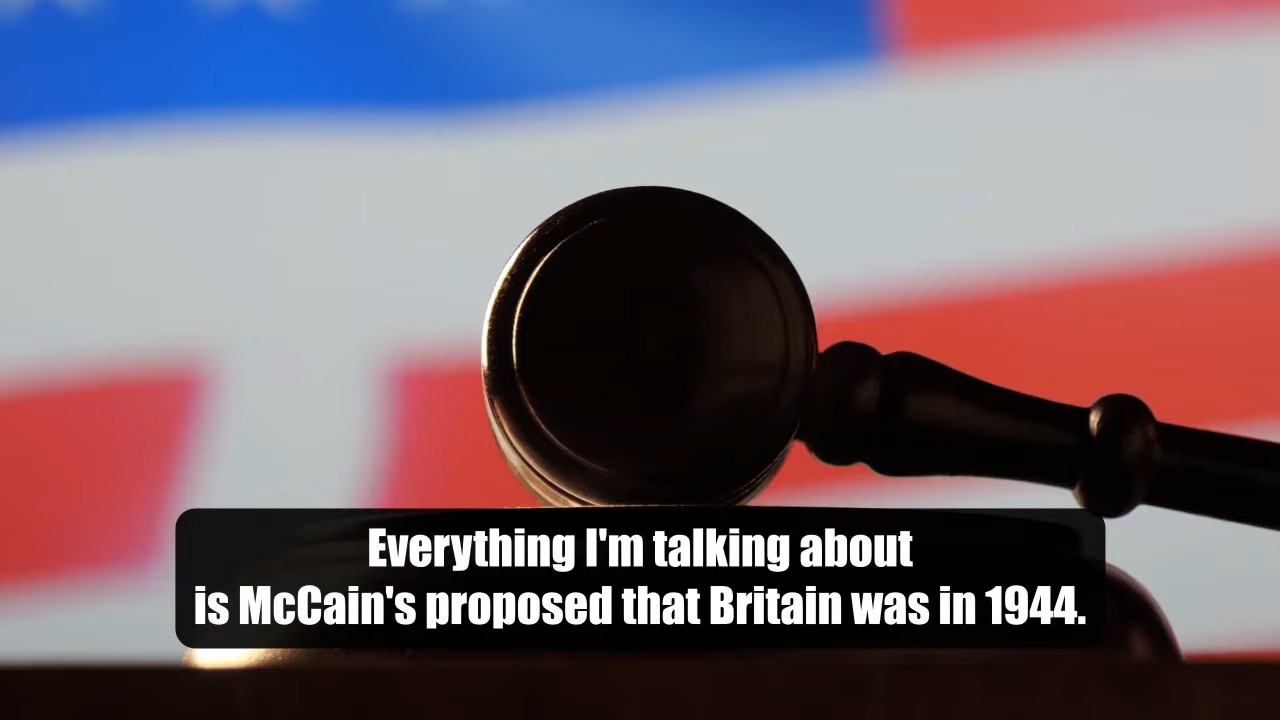 Everything I'm talking about
is McCain's proposed that Britain was in 1944.